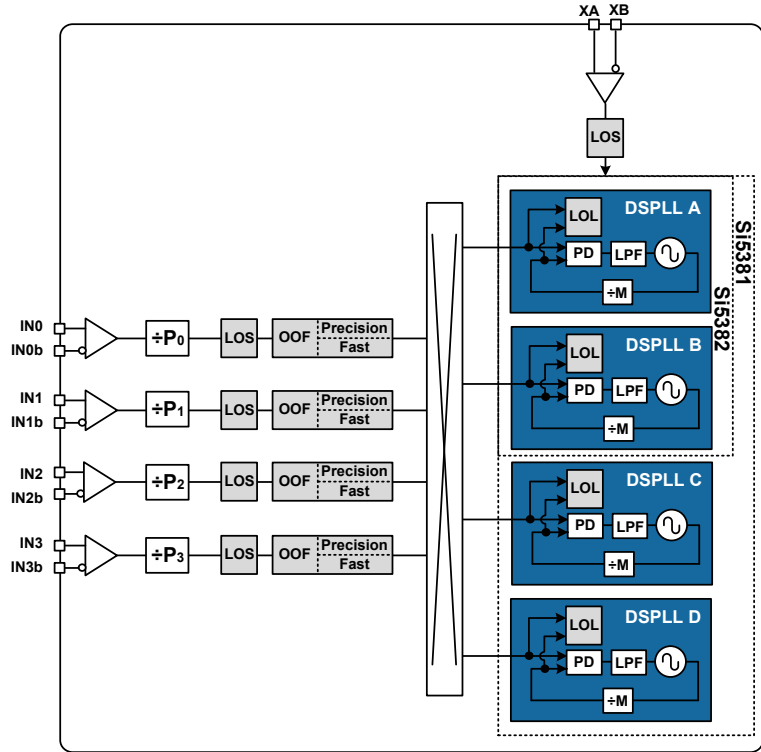 XA XB
LOS
DSPLL A
LOL
PD LPF
÷M
Si5381
Si5382
DSPLL B
LOL
PD LPF
÷M
DSPLL C
LOL
PD LPF
÷M
DSPLL D
LOL
PD LPF
÷M
IN0
IN0b
÷P0 LOS OOF Precision
Fast
IN1
IN1b
÷P1 LOS OOF Precision
Fast
IN2
IN2b
÷P2 LOS OOF Precision
Fast
IN3
IN3b
÷P3 LOS OOF Precision
Fast